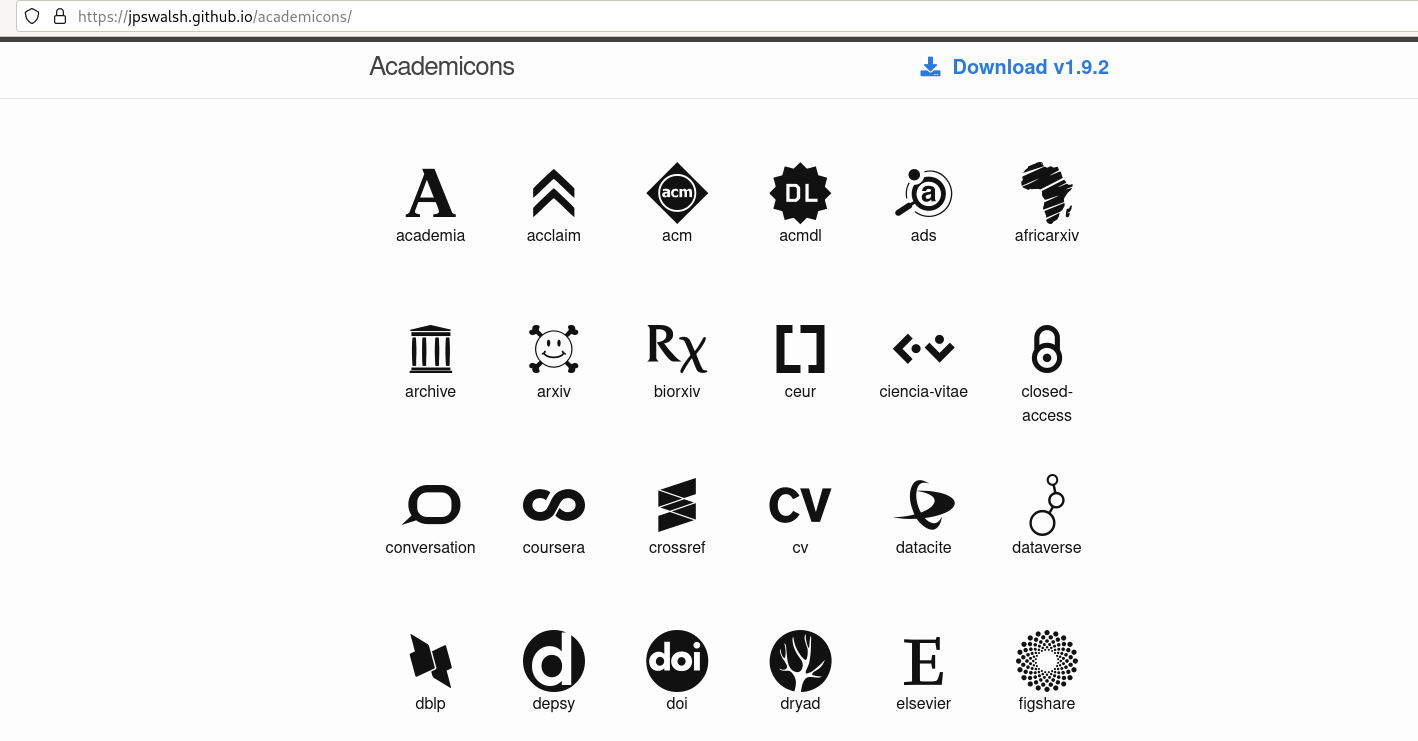 https://jpswalsh.github.io/academicons/
Academicons
Download v1.9.2
A
acm
DL
a
academia
acclaim
acm
acmdl
ads
africarxiv
Rχ
archive
arxiv
biorxiv
ceur
ciencia-vitae
closed-
access
CV
conversation
coursera
crossref
cv
datacite
dataverse
d
doi
E
dblp
depsy
doi
dryad
elsevier
figshare